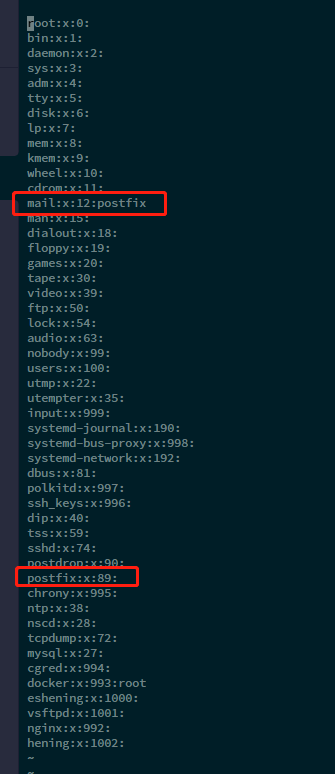 root:x:0:
bin:x:1:
daemon:x:2:
sys:x:3:
adm:x:4:
tty:x:5:
disk:x:6:
lp:x:7:
mem:x:8:
kmem:x:9:
wheel:x:10:
cdrom:x:11:
mail:x:12:postfix
man:x:15:
dialout:x:18:
floppy:x:19:
games:x:20:
tape:x:30:
video:x:39:
ftp:x:50:
lock:x:54:
audio:x:63:
nobody:x:99:
users:x:100:
utmp:x:22:
utempter:x:35:
input:x:999:
systemd-journal:x:190:
systemd-bus-proxy:x:998:
systemd-network:x:192:
dbus:x:81:
polkitd:x:997:
ssh_keys:x:996:
dip:x:40:
tss:x:59:
sshd:x:74:
postdrop:x:90:
postfix:x:89:
chrony:x:995:
ntp:x:38:
nscd:x:28:
tcpdump:x:72:
mysql:x:27:
cgred:x:994:
docker:x:993:root
eshening:x:1000:
vsftpd:x:1001:
nginx:x:992:
hening:x:1002:
~
~